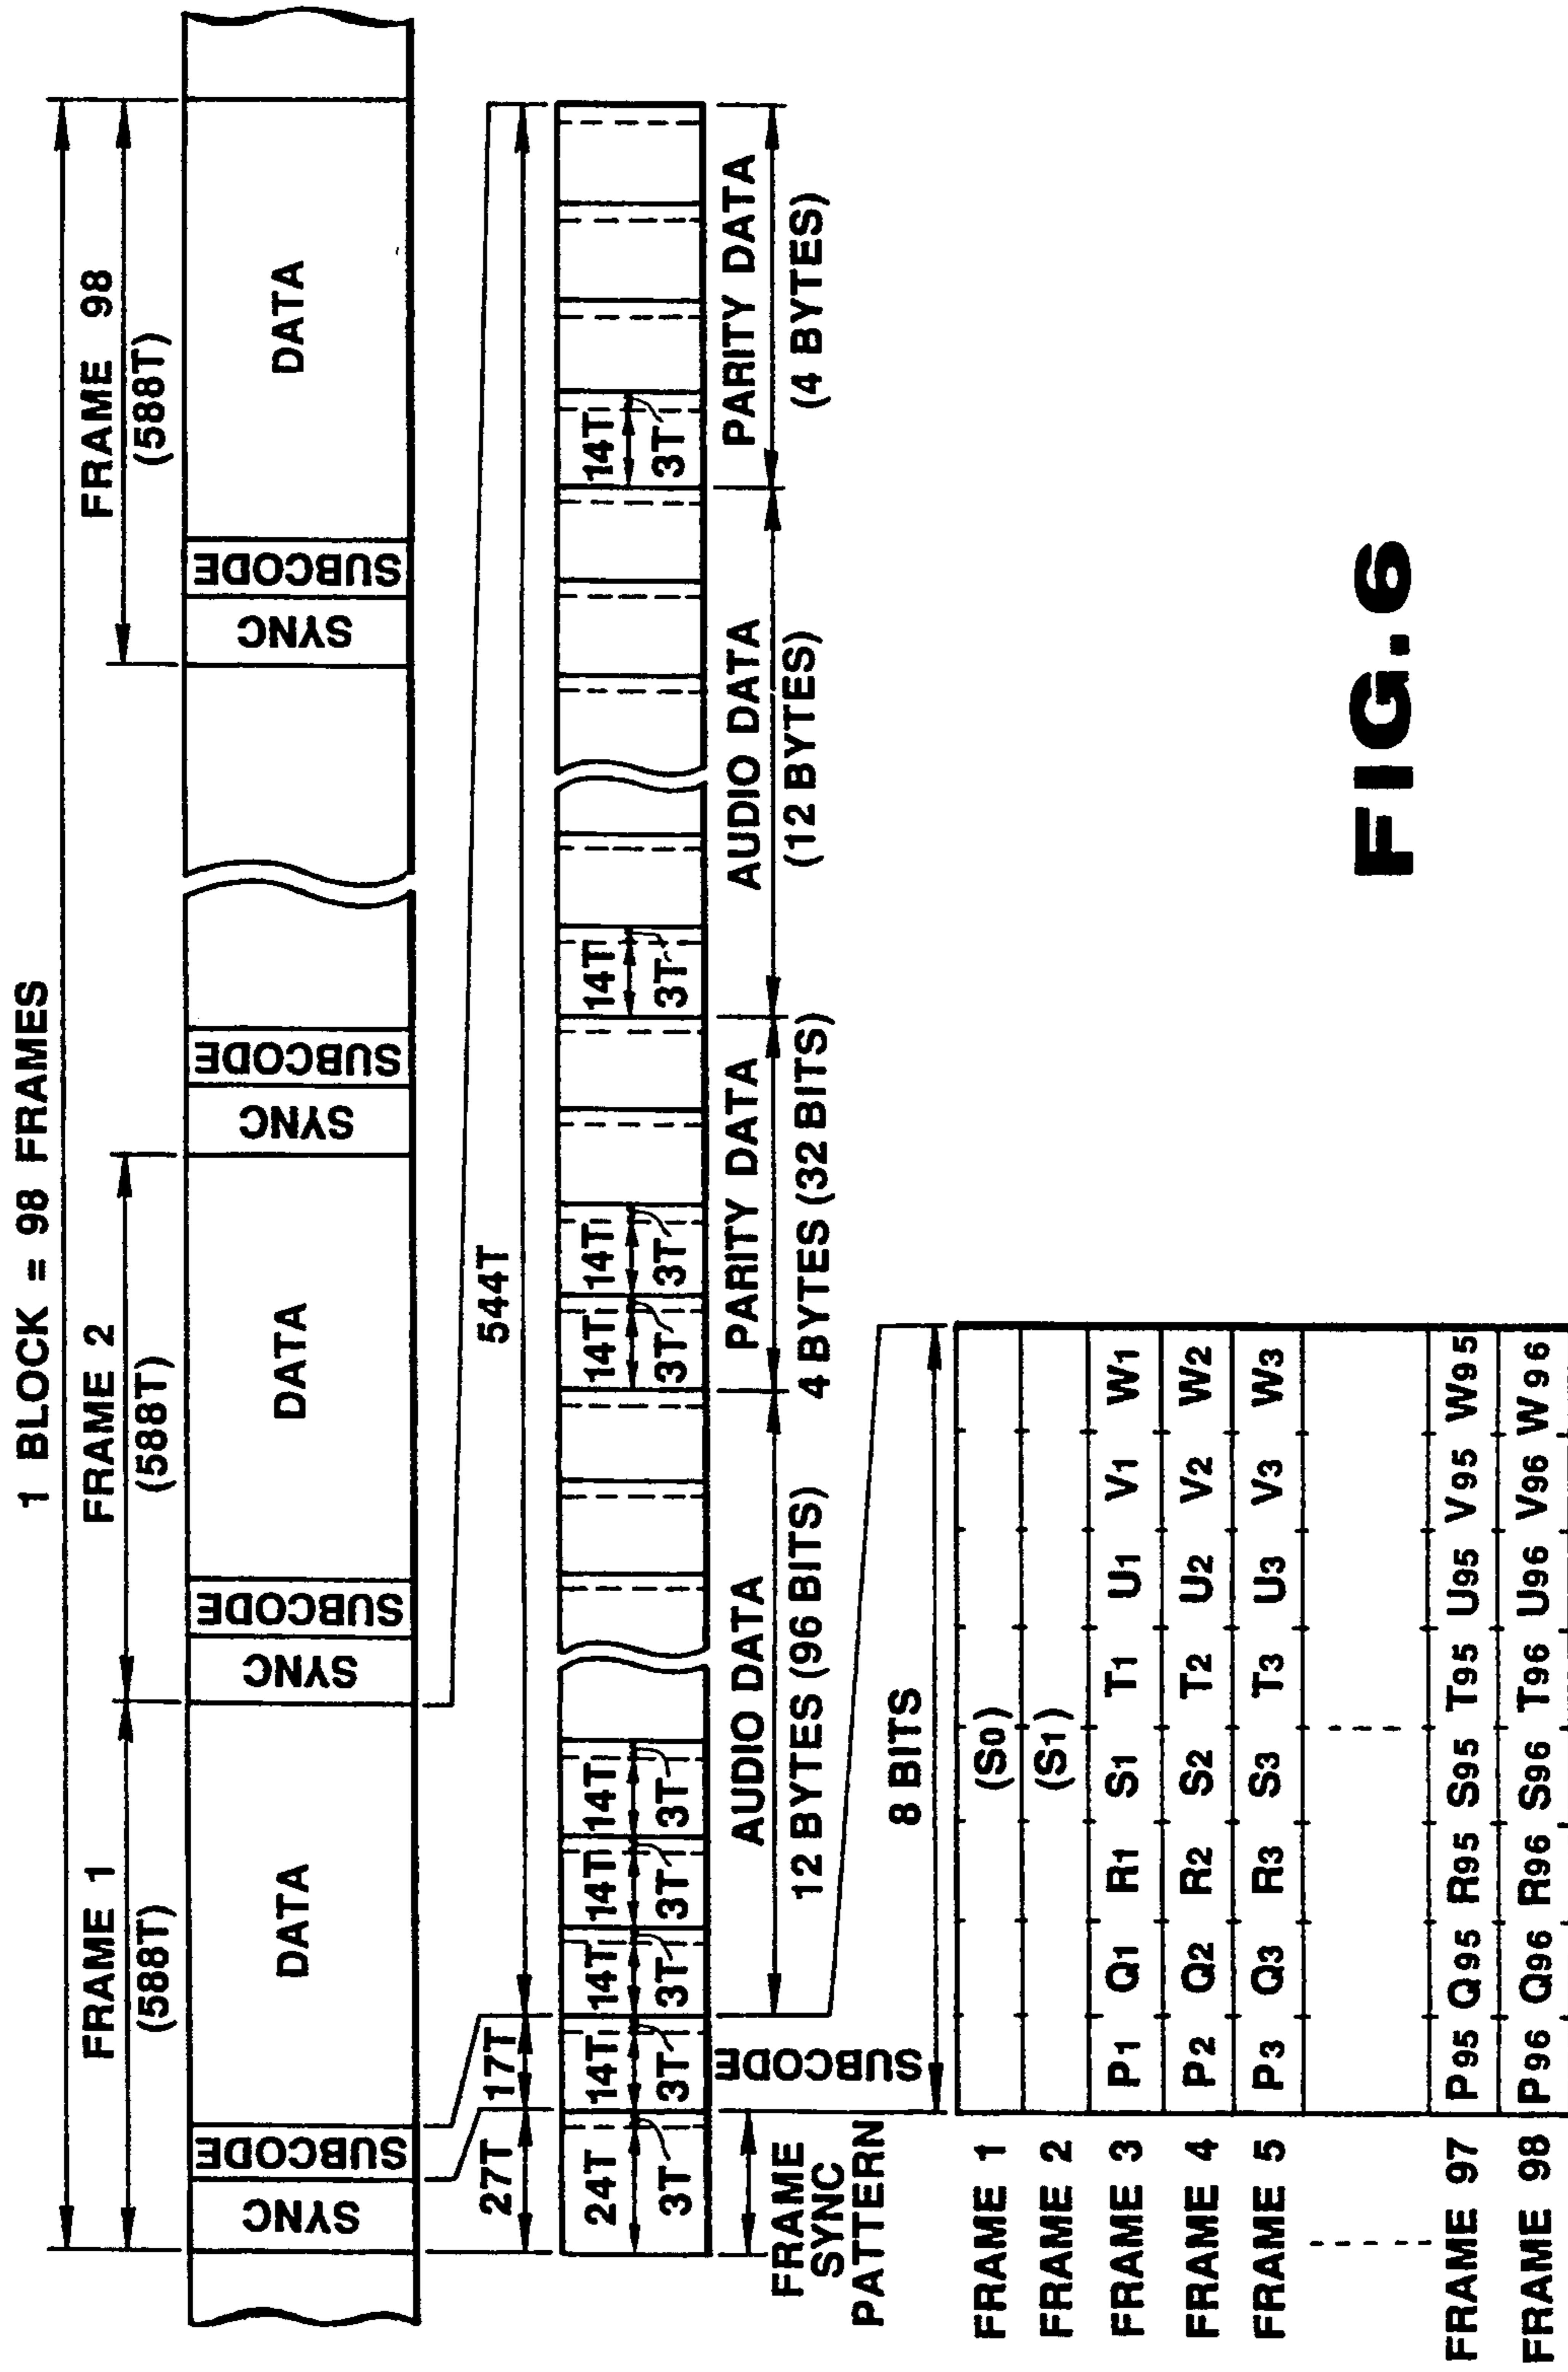 1 BLOCK = 98 FRAMES
FRAME 1
(588T)
FRAME 2
(588T)
FRAME 98
(588T)
SYNC
SUBCODE
DATA
SYNC
SUBCODE
DATA
SYNC
SUBCODE
SYNC
SUBCODE
DATA
27T
17T
544T
24T
3T
14T
3T
14T
3T
14T
3T
14T
3T
14T
3T
14T
3T
14T
3T
14T
3T
FRAME
SYNC
PATTERN
SUBCODE
AUDIO DATA
12 BYTES (96 BITS)
PARITY DATA
4 BYTES (32 BITS)
AUDIO DATA
(12 BYTES)
PARITY DATA
(4 BYTES)
8 BITS
FRAME 1 (S0)
FRAME 2 (S1)
FRAME 3 P1 Q1 R1 S1 T1 U1 V1 W1
FRAME 4 P2 Q2 R2 S2 T2 U2 V2 W2
FRAME 5 P3 Q3 R3 S3 T3 U3 V3 W3
FRAME 97 P95 Q95 R95 S95 T95 U95 V95 W95
FRAME 98 P96 Q96 R96 S96 T96 U96 V96 W96
FIG.6